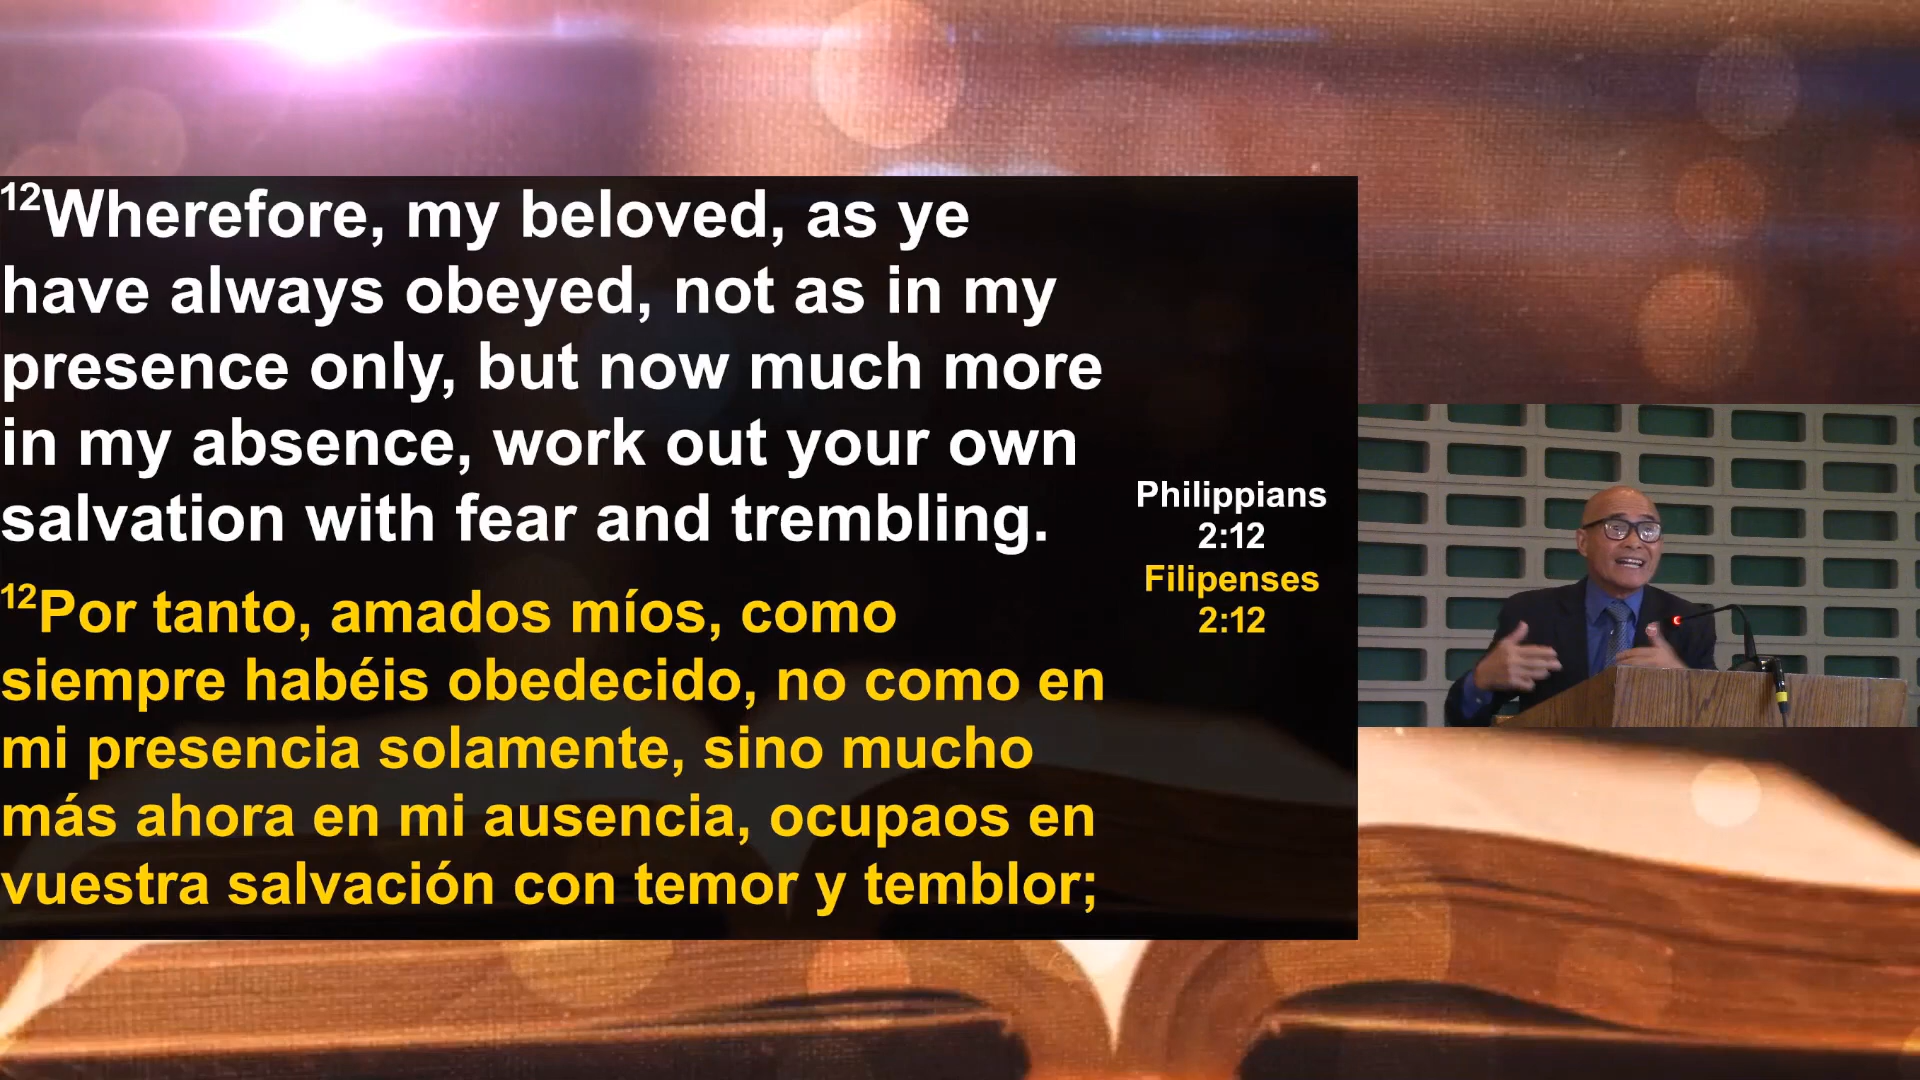 12Wherefore, my beloved, as ye
have always obeyed, not as in my
presence only, but now much more
in my absence, work out your own
salvation with fear and trembling.
12Por tanto, amados míos, como
siempre habéis obedecido, no como en
mi presencia solamente, sino mucho
más ahora en mi ausencia, ocupaos en
vuestra salvación con temor y temblor;
Philippians
2:12
Filipenses
2:12